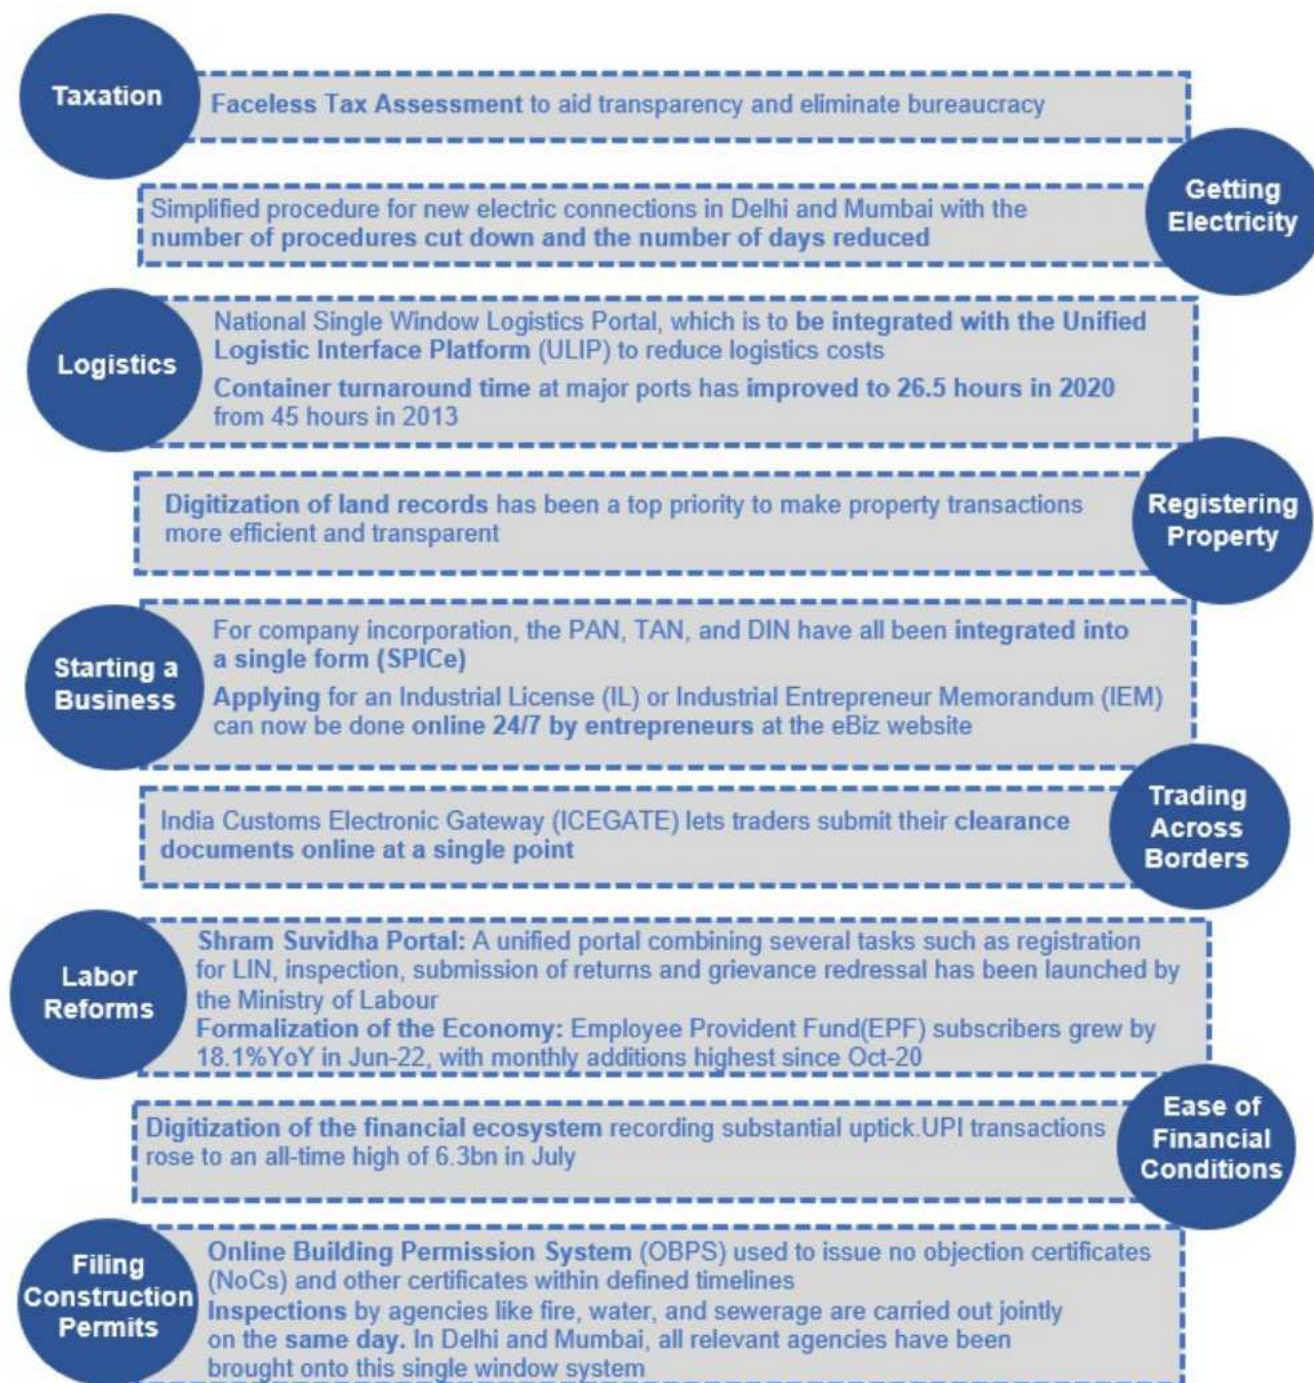 Taxation
Faceless Tax Assessment to aid transparency and eliminate bureaucracy
Getting
Electricity
Simplified procedure for new electric connections in Delhi and Mumbai with the
number of procedures cut down and the number of days reduced
Logistics
National Single Window Logistics Portal, which is to be integrated with the Unified
Logistic Interface Platform (ULIP) to reduce logistics costs
Container turnaround time at major ports has improved to 26.5 hours in 2020
from 45 hours in 2013
Registering
Property
Digitization of land records has been a top priority to make property transactions
more efficient and transparent
Starting a
Business
For company incorporation, the PAN, TAN, and DIN have all been integrated into
a single form (SPICe)
Applying for an Industrial License (IL) or Industrial Entrepreneur Memorandum (IEM)
can now be done online 24/7 by entrepreneurs at the eBiz website
Trading
Across
Borders
India Customs Electronic Gateway (ICEGATE) lets traders submit their clearance
documents online at a single point
Labor
Reforms
Shram Suvidha Portal: A unified portal combining several tasks such as registration
for LIN, inspection, submission of returns and grievance redressal has been launched by
the Ministry of Labour
Formalization of the Economy: Employee Provident Fund(EPF) subscribers grew by
18.1%YoY in Jun-22, with monthly additions highest since Oct-20
Ease of
Financial
Conditions
Digitization of the financial ecosystem recording substantial uptick.UPI transactions
rose to an all-time high of 6.3bn in July
Filing
Construction
Permits
Online Building Permission System (OBPS) used to issue no objection certificates
(NoCs) and other certificates within defined timelines
Inspections by agencies like fire, water, and sewerage are carried out jointly
on the same day. In Delhi and Mumbai, all relevant agencies have been
brought onto this single window system